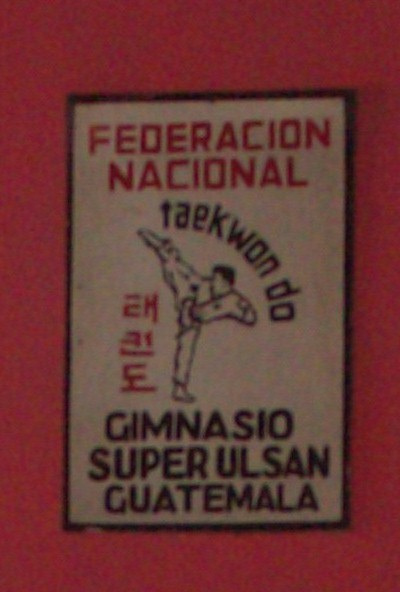 FEDERACION
NACIONAL
taekwon do
태
권
도
GIMNASIO
SUPER ULSAN
GUATEMALA